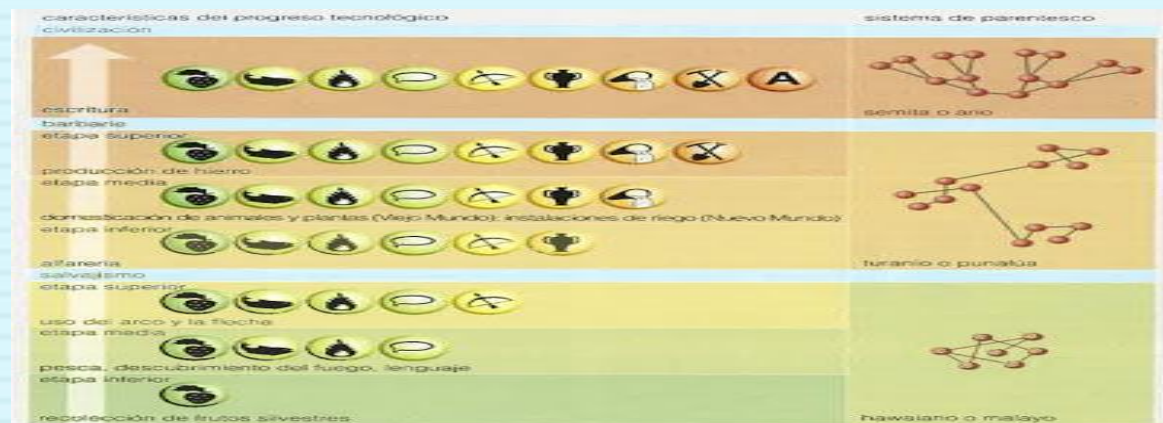 características del progreso tecnológico
sistema de parentesco
civilización
A
escritura
semita o ario
barbarie
etapa superior
producción de hierro
etapa media
domesticación de animales y plantas (Viejo Mundo); instalaciones de riego (Nuevo Mundo)
etapa inferior
alfarería
turanio o punalúa
salvajismo
etapa superior
uso del arco y la flecha
etapa media
pesca, descubrimiento del fuego, lenguaje
etapa inferior
recolección de frutos silvestres
hawaiano o malayo